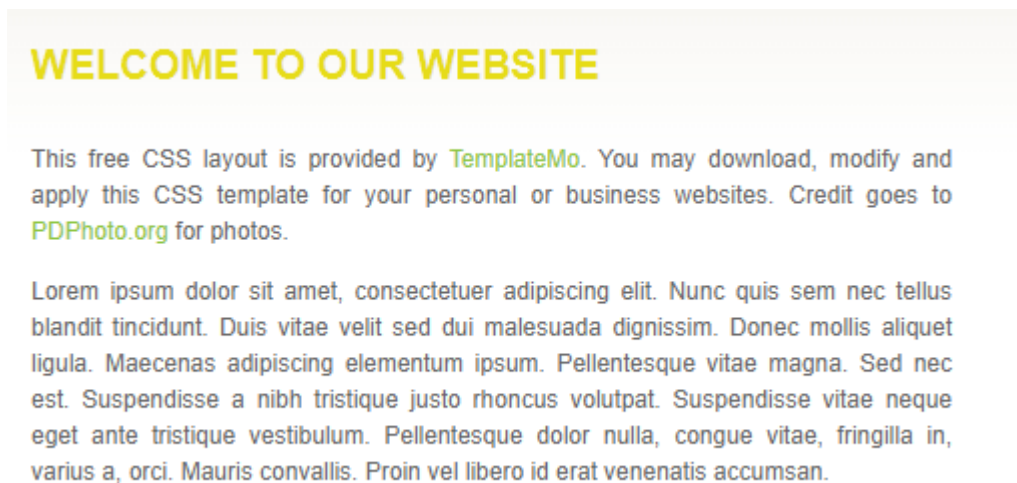 WELCOME TO OUR WEBSITE
This free CSS layout is provided by TemplateMo. You may download, modify and
apply this CSS template for your personal or business websites. Credit goes to
PDPhoto.org for photos.
Lorem ipsum dolor sit amet, consectetuer adipiscing elit. Nunc quis sem nec tellus
blandit tincidunt. Duis vitae velit sed dui malesuada dignissim. Donec mollis aliquet
ligula. Maecenas adipiscing elementum ipsum. Pellentesque vitae magna. Sed nec
est. Suspendisse a nibh tristique justo rhoncus volutpat. Suspendisse vitae neque
eget ante tristique vestibulum. Pellentesque dolor nulla, congue vitae, fringilla in,
varius a, orci. Mauris convallis. Proin vel libero id erat venenatis accumsan.